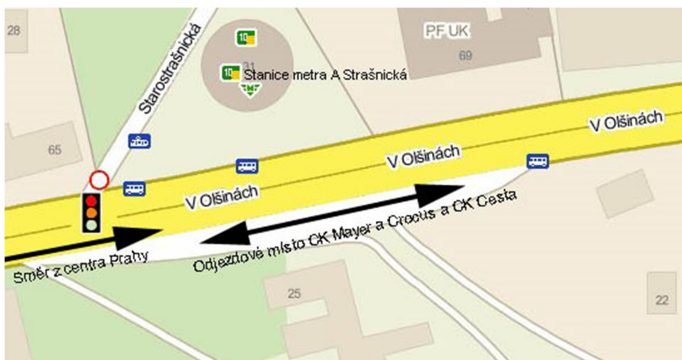 28
PF UK
69
10
10
31
Stanice metra A Strašnická
Starostrašnická
65
V Olšinách
V Olšinách
V Olšinách
Směr z centra Prahy
Odjezdové místo CK Mayer a Crocus a CK Cesta
25
22